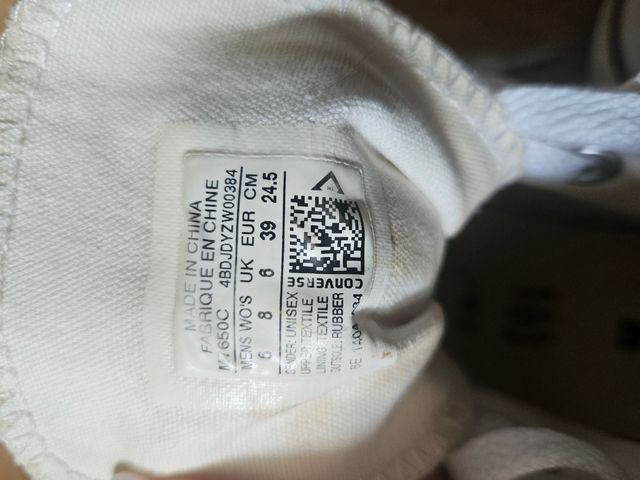 MADE IN CHINA
FABRIQUE EN CHINE
M7650C 4BDJDYZW00384
MENS WO'S UK EUR CM
6 8 6 39 24.5
GENDER: UNISEX
UPPER: TEXTILE
LINING: TEXTILE
OUTSOLE: RUBBER
CONVERSE